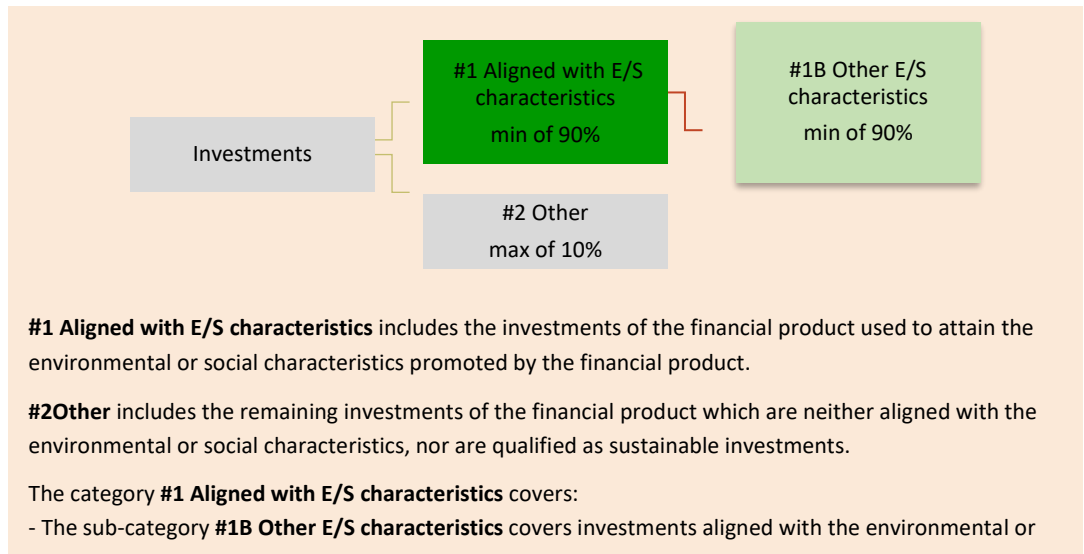 #1 Aligned with E/S
characteristics
min of 90%
#1B Other E/S
characteristics
min of 90%
Investments
#2 Other
max of 10%
#1 Aligned with E/S characteristics includes the investments of the financial product used to attain the
environmental or social characteristics promoted by the financial product.
#2Other includes the remaining investments of the financial product which are neither aligned with the
environmental or social characteristics, nor are qualified as sustainable investments.
The category #1 Aligned with E/S characteristics covers:
- The sub-category #1B Other E/S characteristics covers investments aligned with the environmental or